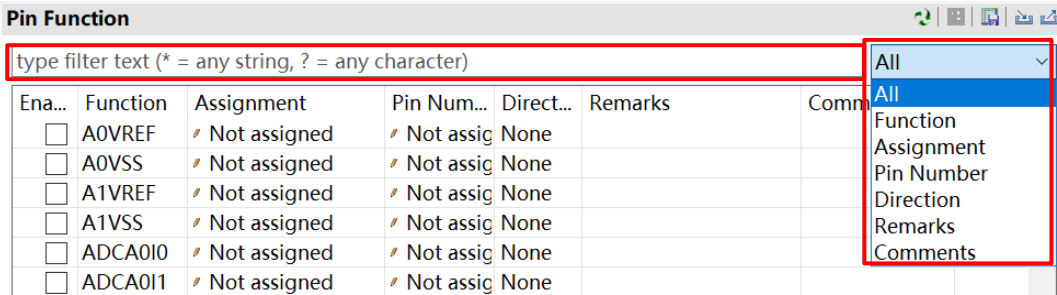 Pin Function
type filter text (* = any string, ? = any character)
All
All
Function
Assignment
Pin Number
Direction
Remarks
Comments
Ena... Function Assignment Pin Num... Direct... Remarks Comm
A0VREF Not assigned Not assig None
A0VSS Not assigned Not assig None
A1VREF Not assigned Not assig None
A1VSS Not assigned Not assig None
ADCA0I0 Not assigned Not assig None
ADCA0I1 Not assigned Not assig None